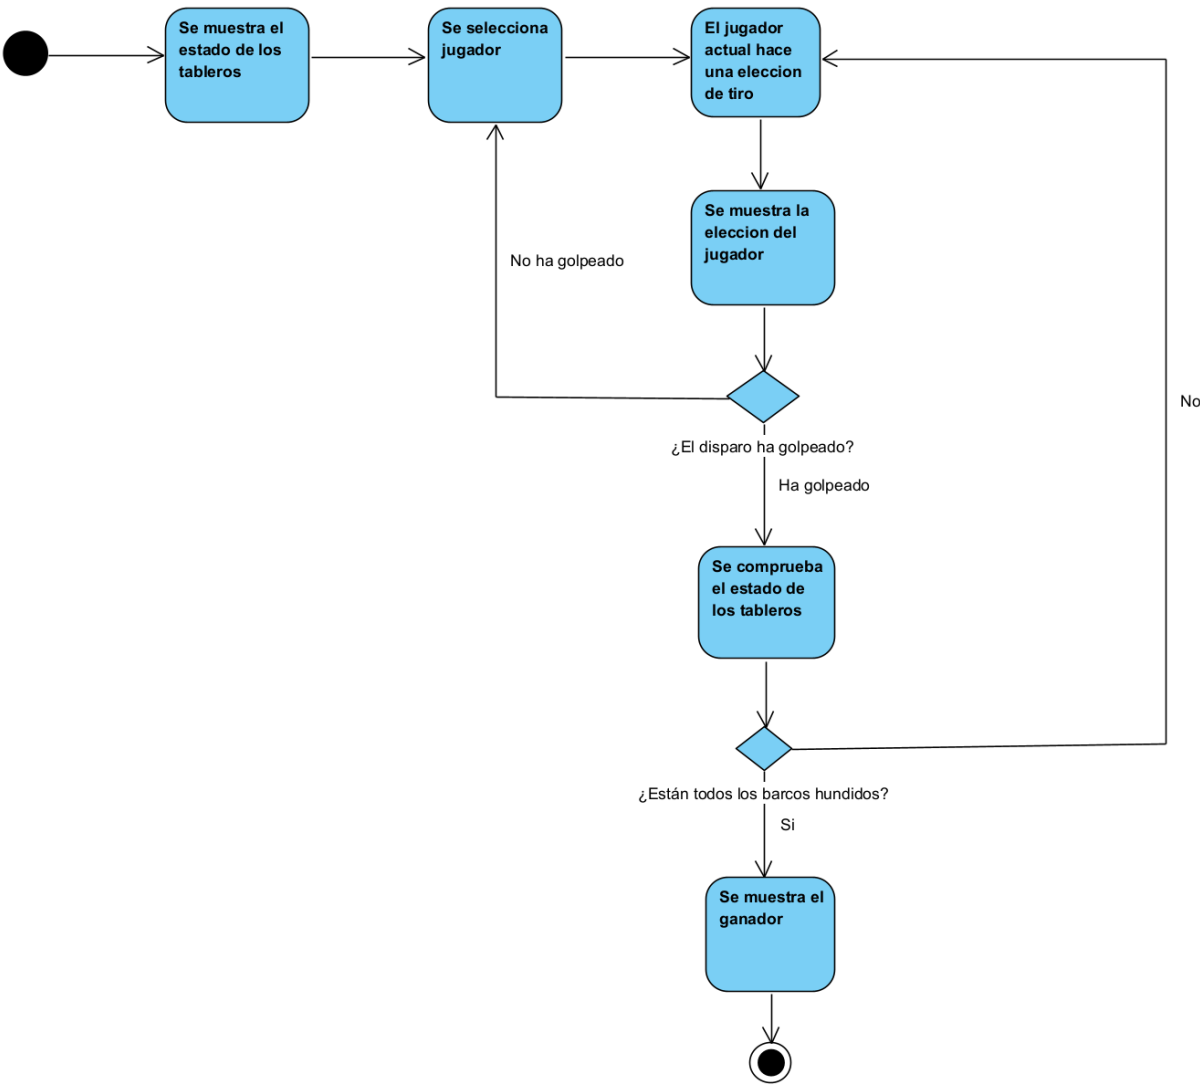 Se muestra el
estado de los
tableros
Se selecciona
jugador
El jugador
actual hace
una eleccion
de tiro
Se muestra la
eleccion del
jugador
No ha golpeado
No
¿El disparo ha golpeado?
Ha golpeado
Se comprueba
el estado de
los tableros
¿Están todos los barcos hundidos?
Si
Se muestra el
ganador